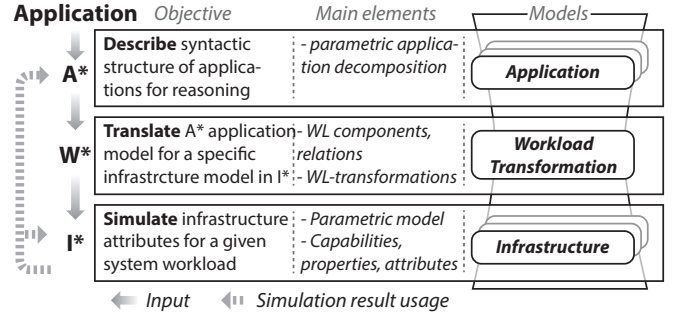 Application Objective Main elements Models
A*
Describe syntactic
structure of applica-
tions for reasoning
- parametric applica-
tion decomposition
Application
W*
Translate A* application
model for a specific
infrastrcture model in I*
- WL components,
relations
- WL-transformations
Workload
Transformation
I*
Simulate infrastructure
attributes for a given
system workload
- Parametric model
- Capabilities,
properties, attributes
Infrastructure
Input Simulation result usage